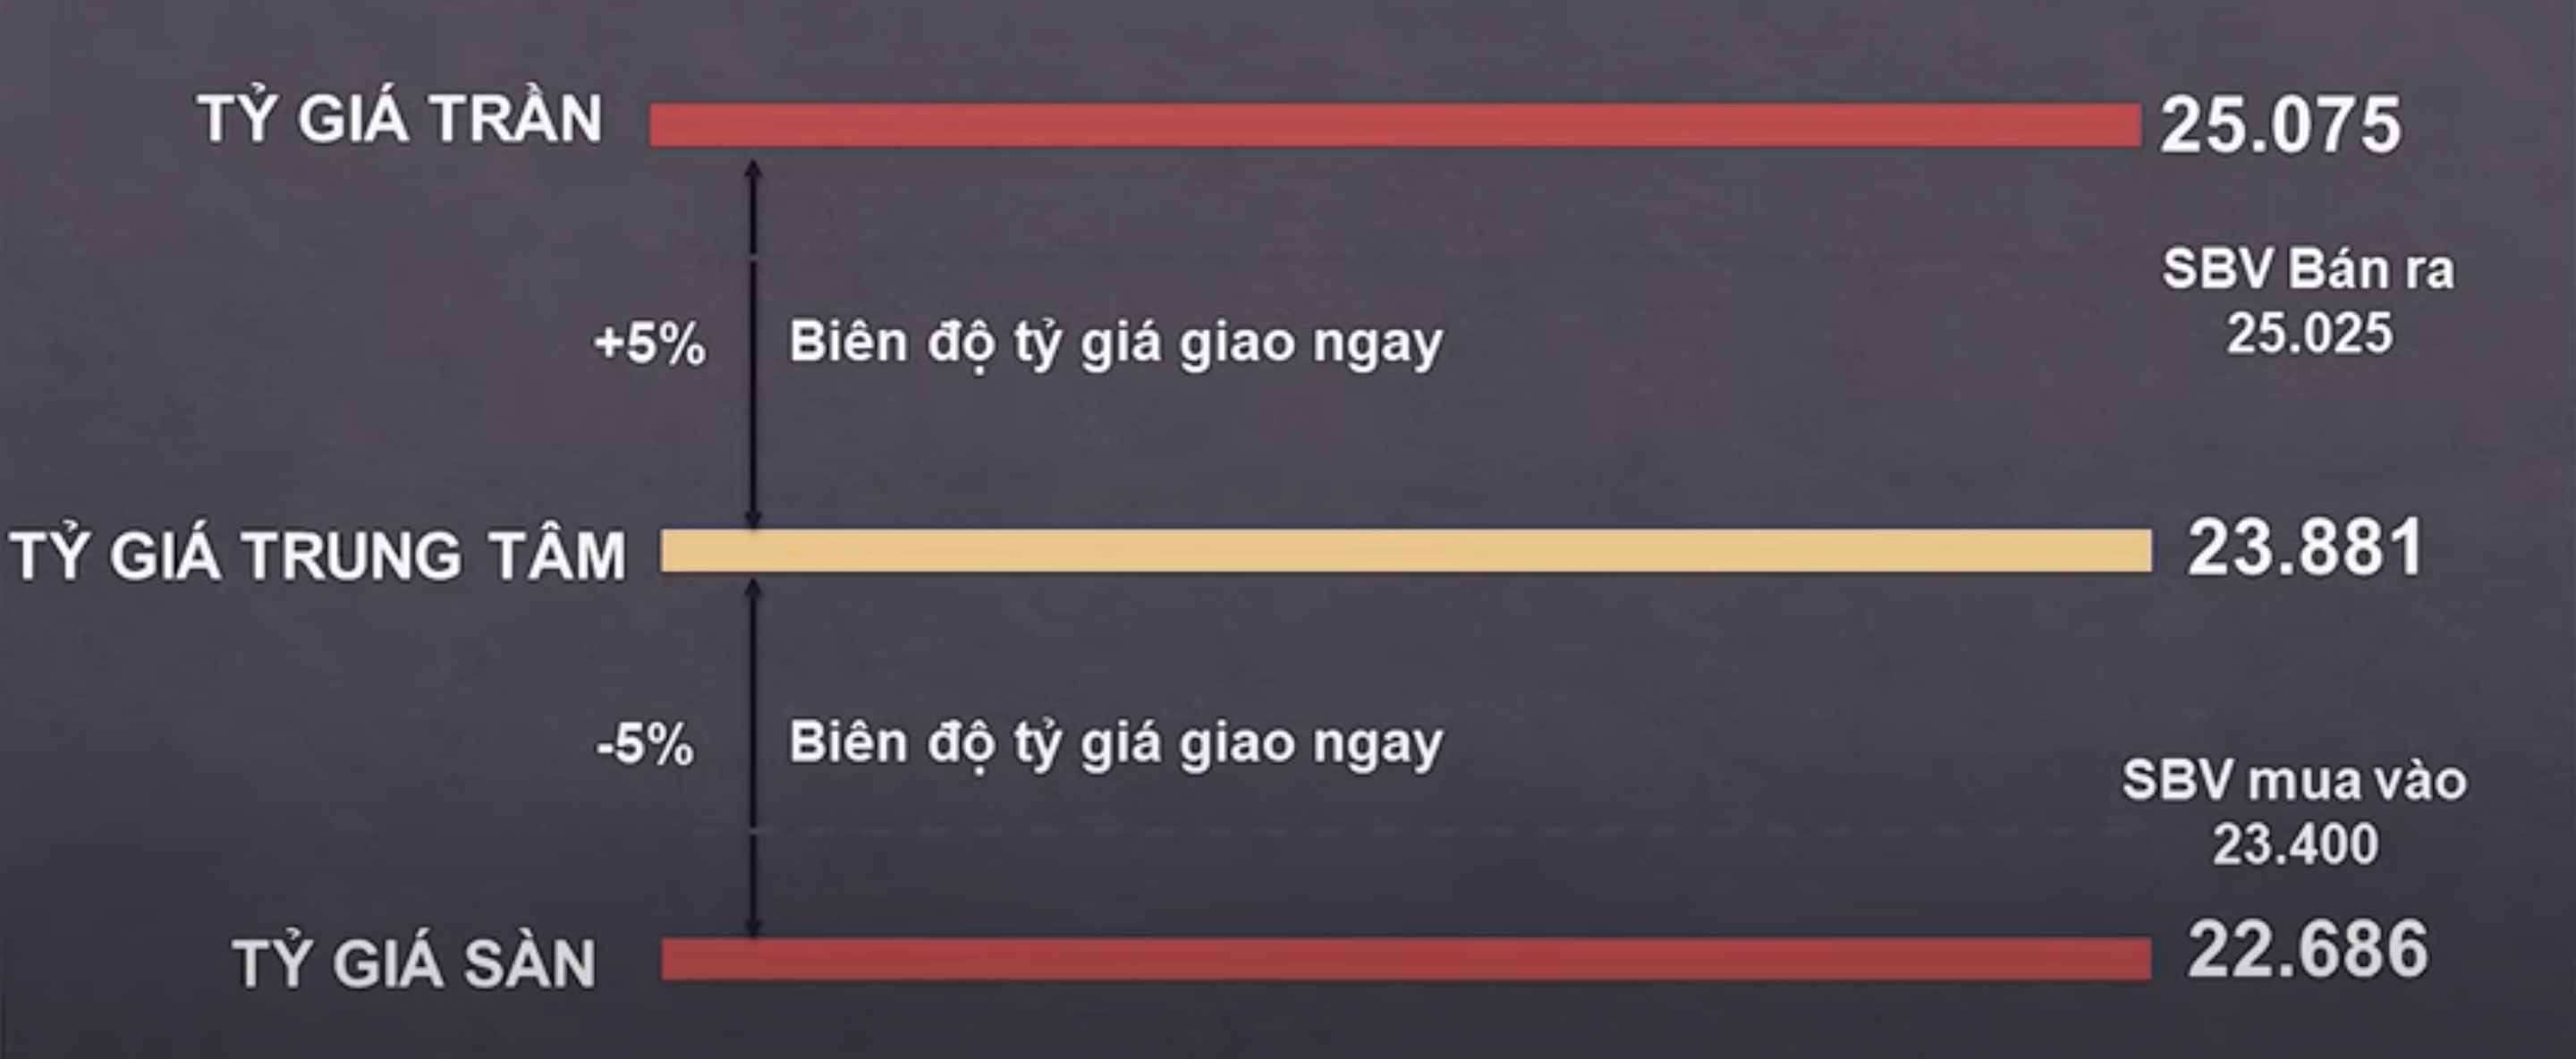 TỶ GIÁ TRẦN
25.075
SBV Bán ra
25.025
+5%
Biên độ tỷ giá giao ngay
TỶ GIÁ TRUNG TÂM
23.881
-5%
Biên độ tỷ giá giao ngay
SBV mua vào
23.400
TỶ GIÁ SÀN
22.686